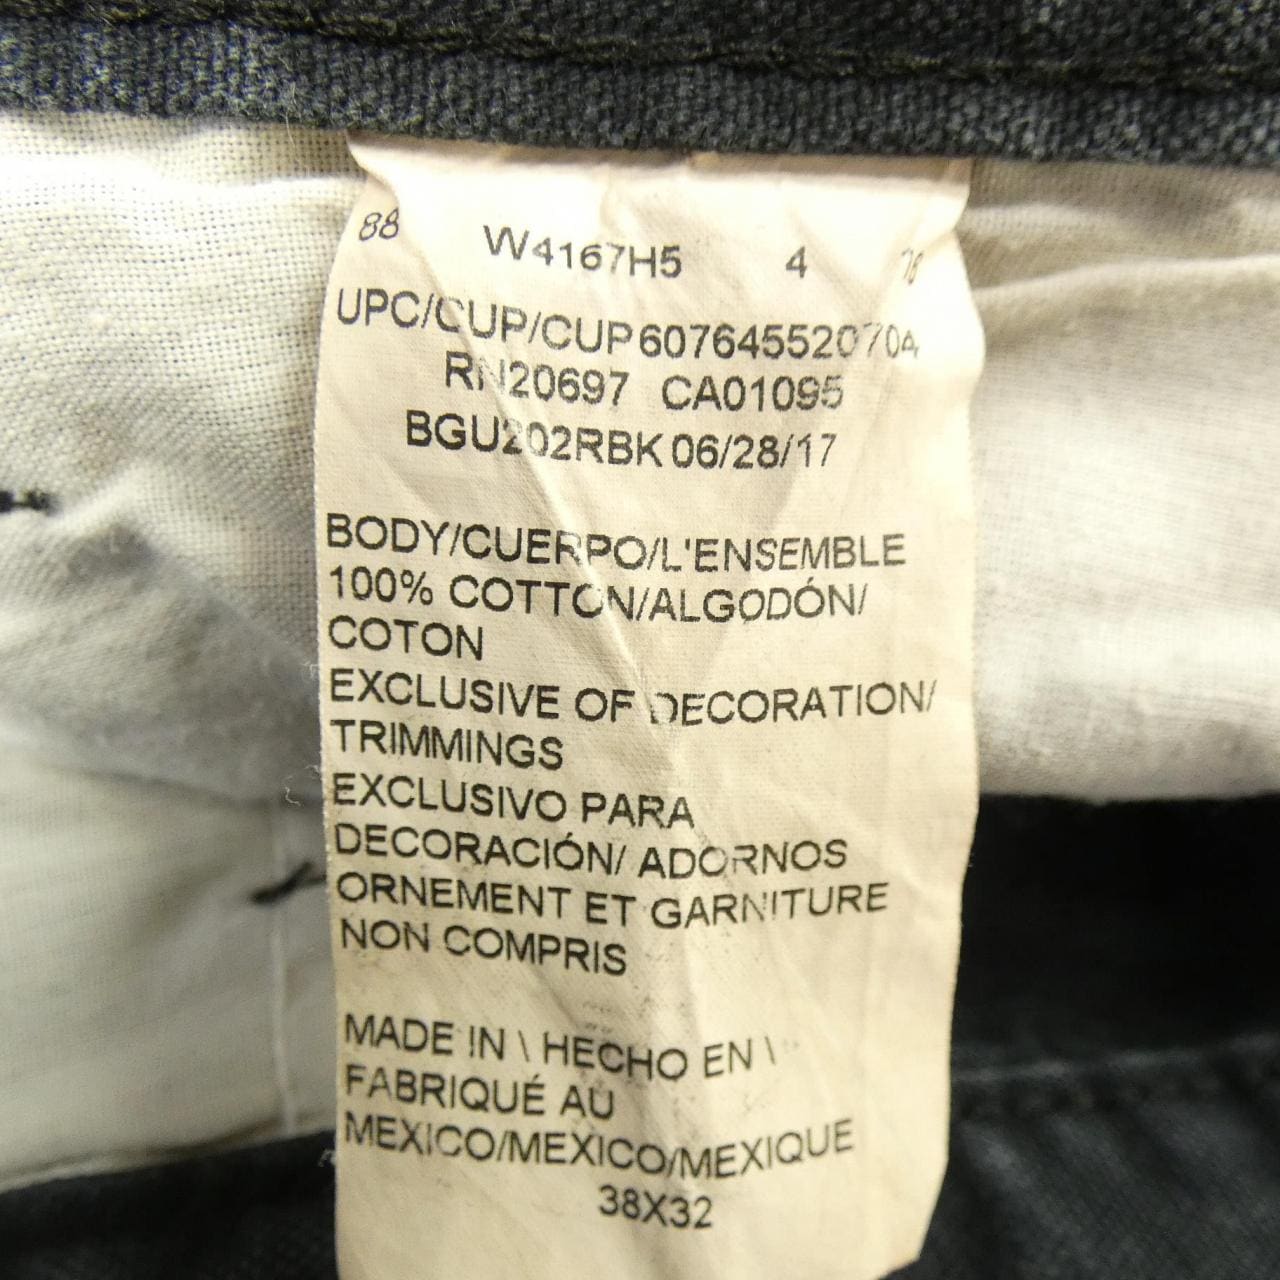 88 W4167H5 4 78
UPC/CUP/CUP607645520704
RN20697 CA01095
BGU202RBK 06/28/17
BODY/CUERPO/L'ENSEMBLE
100% COTTON/ALGODÓN/
COTON
EXCLUSIVE OF DECORATION/
TRIMMINGS
EXCLUSIVO PARA
DECORACIÓN/ ADORNOS
ORNEMENT ET GARNITURE
NON COMPRIS
MADE IN \ HECHO EN \
FABRIQUÉ AU
MEXICO/MEXICO/MEXIQUE
38X32